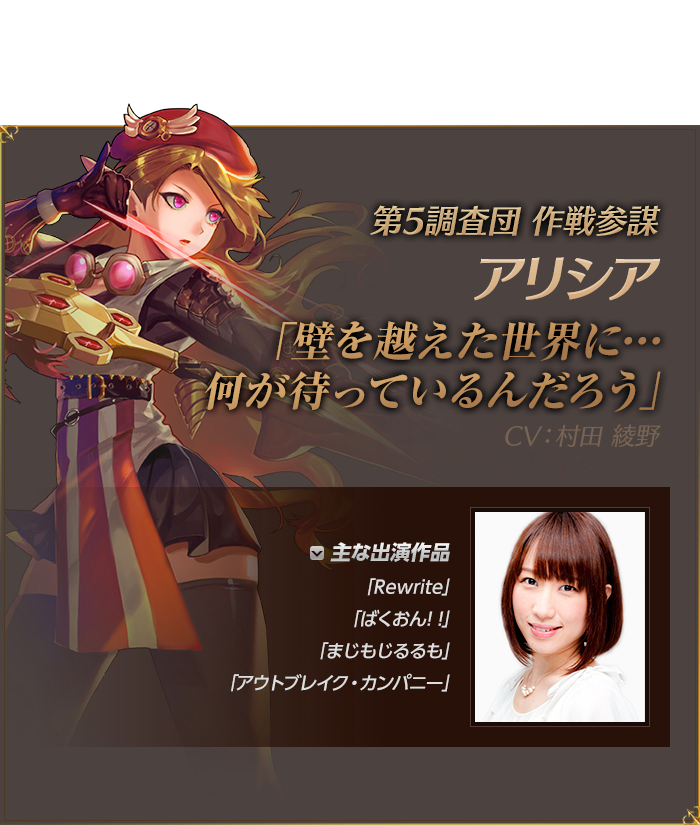 第5調査団 作戦参謀
アリシア
「壁を越えた世界に…
何が待っているんだろう」
CV：村田 綾野
主な出演作品
「Rewrite」
「ばくおん！！」
「まじもじるるも」
「アウトブレイク・カンパニー」